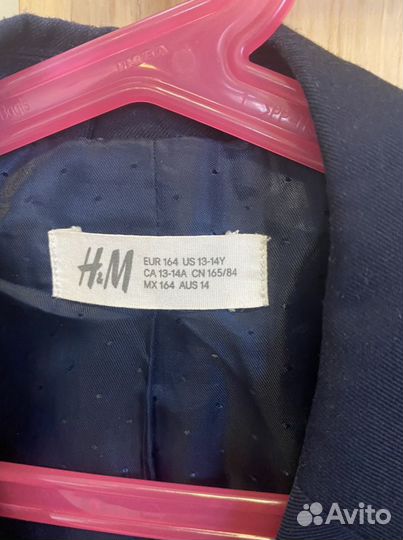 H&M
EUR 164 US 13-14Y
CA 13-14A CN 165/84
MX 164 AUS 14
Avito